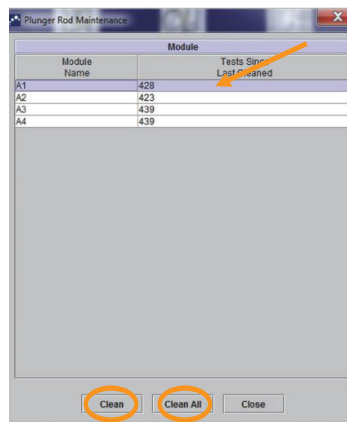 Plunger Rod Maintenance
Module
Module Name Tests Since Last Cleaned
A1 428
A2 423
A3 439
A4 439
Clean Clean All Close